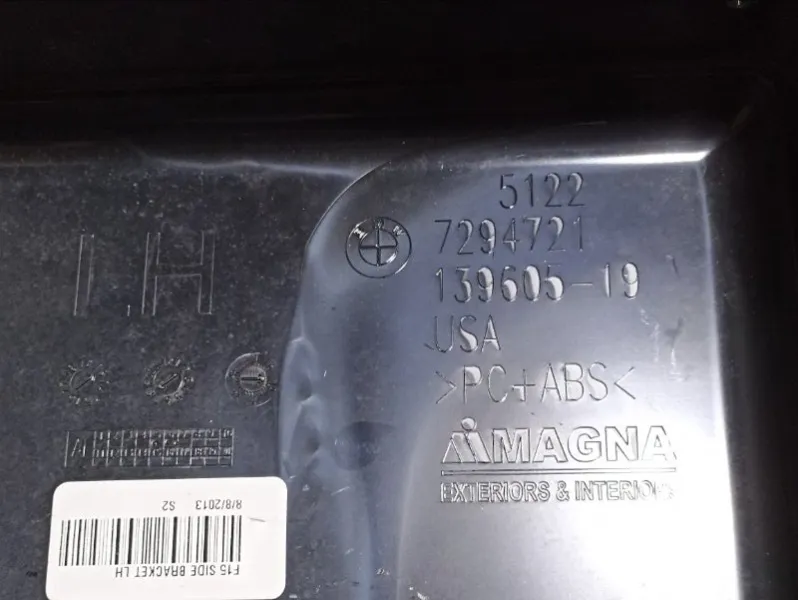 5122
7294721
139605-19
USA
>PC+ABS<
MAGNA
EXTERIORS & INTERIORS
LH
8/8/2013 S2
F15 SIDE BRACKET LH